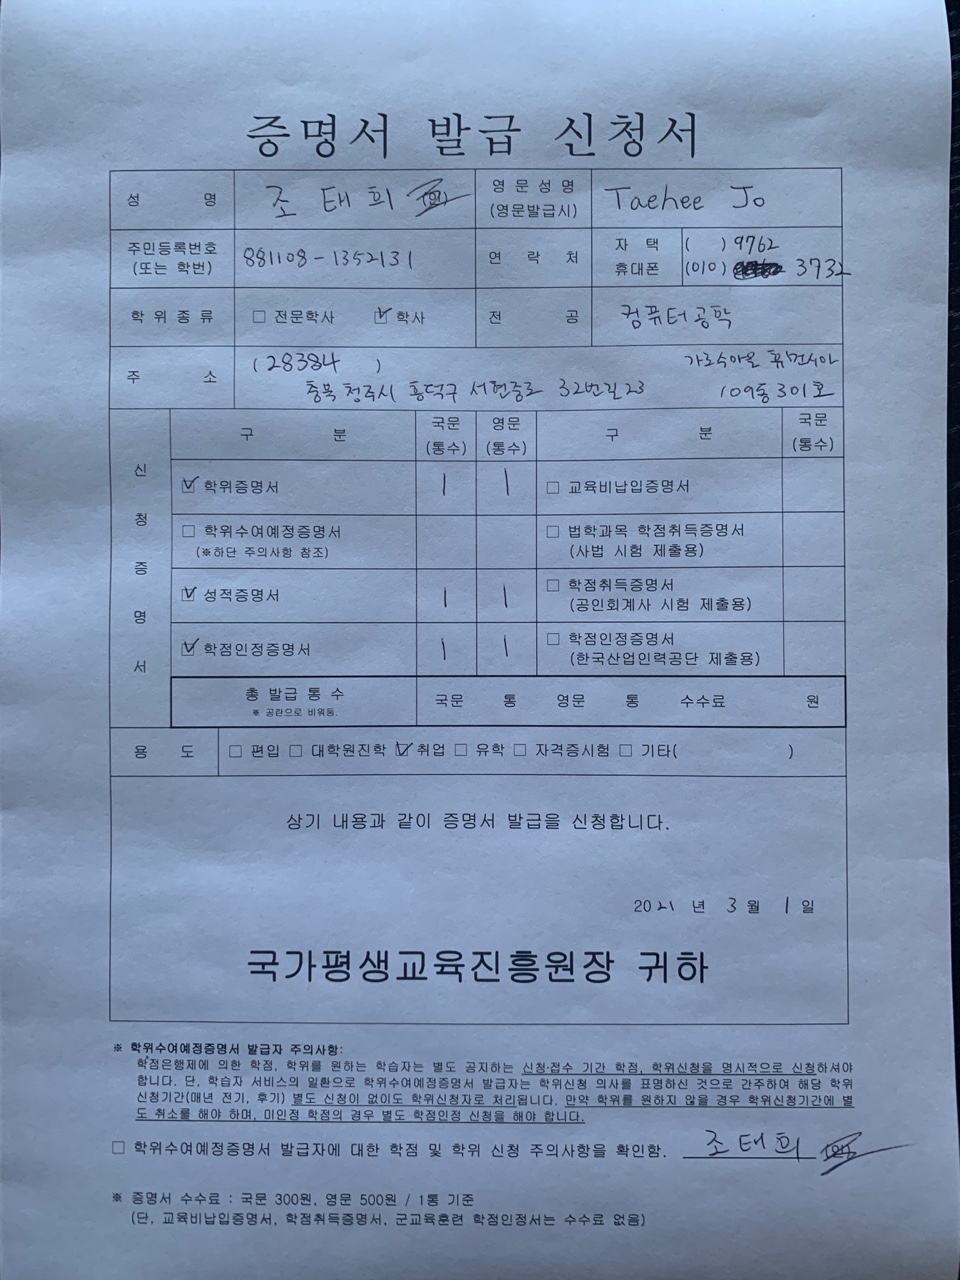 증명서 발급 신청서
성 명 조태희 (인) 영문성명 (영문발급시) Taehee Jo
주민등록번호 (또는 학번) 881108-1352131 연 락 처 자 택 ( ) 9762
휴대폰 (010) 3732
학위종류 □ 전문학사 ☑ 학사 전 공 컴퓨터공학
주 소 (28384 ) 가로수마을
충북 청주시 흥덕구 서현중로 32번길 23 109동 301호
신청증명서
구 분 국문 (통수) 영문 (통수) 구 분 국문 (통수)
☑ 학위증명서 1 1 □ 교육비납입증명서
□ 학위수여예정증명서 □ 법학과목 학점취득증명서
(※하단 주의사항 참조) (사법 시험 제출용)
☑ 성적증명서 1 1 □ 학점취득증명서
(공인회계사 시험 제출용)
☑ 학점인정증명서 1 1 □ 학점인정증명서
(한국산업인력공단 제출용)
총 발급 통 수 국문 통 영문 통 수수료 원
※ 공란으로 비워둠.
용 도 □ 편입 □ 대학원진학 ☑ 취업 □ 유학 □ 자격증시험 □ 기타( )
상기 내용과 같이 증명서 발급을 신청합니다.
2021 년 3 월 1 일
국가평생교육진흥원장 귀하
※ 학위수여예정증명서 발급자 주의사항:
학점은행제에 의한 학점, 학위를 원하는 학습자는 별도 공지하는 신청·접수 기간 학점, 학위신청을 명시적으로 신청하셔야
합니다. 단, 학습자 서비스의 일환으로 학위수여예정증명서 발급자는 학위신청 의사를 표명하신 것으로 간주하여 해당 학위
신청기간(매년 전기, 후기) 별도 신청이 없이도 학위신청자로 처리됩니다. 만약 학위를 원하지 않을 경우 학위신청기간에 별
도 취소를 해야 하며, 미인정 학점의 경우 별도 학점인정 신청을 해야 합니다.
□ 학위수여예정증명서 발급자에 대한 학점 및 학위 신청 주의사항을 확인함. 조태희 (인)
※ 증명서 수수료 : 국문 300원, 영문 500원 / 1통 기준
(단, 교육비납입증명서, 학점취득증명서, 군교육훈련 학점인정서는 수수료 없음)